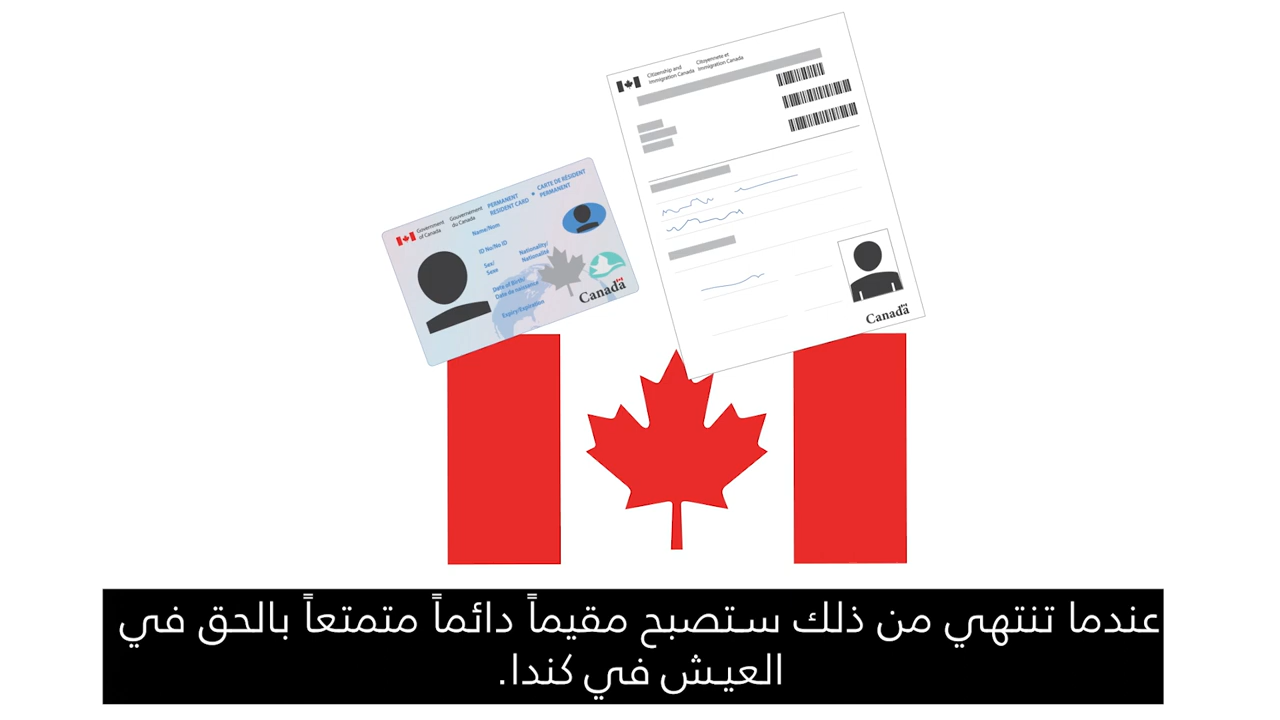 Citizenship and
Immigration Canada
Citoyennete et
Immigration Canada
Canada
Government
of Canada
Gouvernement
du Canada
PERMANENT
RESIDENT CARD
CARTE DE RÉSIDENT
PERMANENT
Name/Nom
ID No/No ID
Sex/
Sexe
Nationality/
Nationalité
Date of Birth/
Date de naissance
Expiry/Expiration
Canada
عندما تنتهي من ذلك ستصبح مقيماً دائماً متمتعاً بالحق في
العيش في كندا.